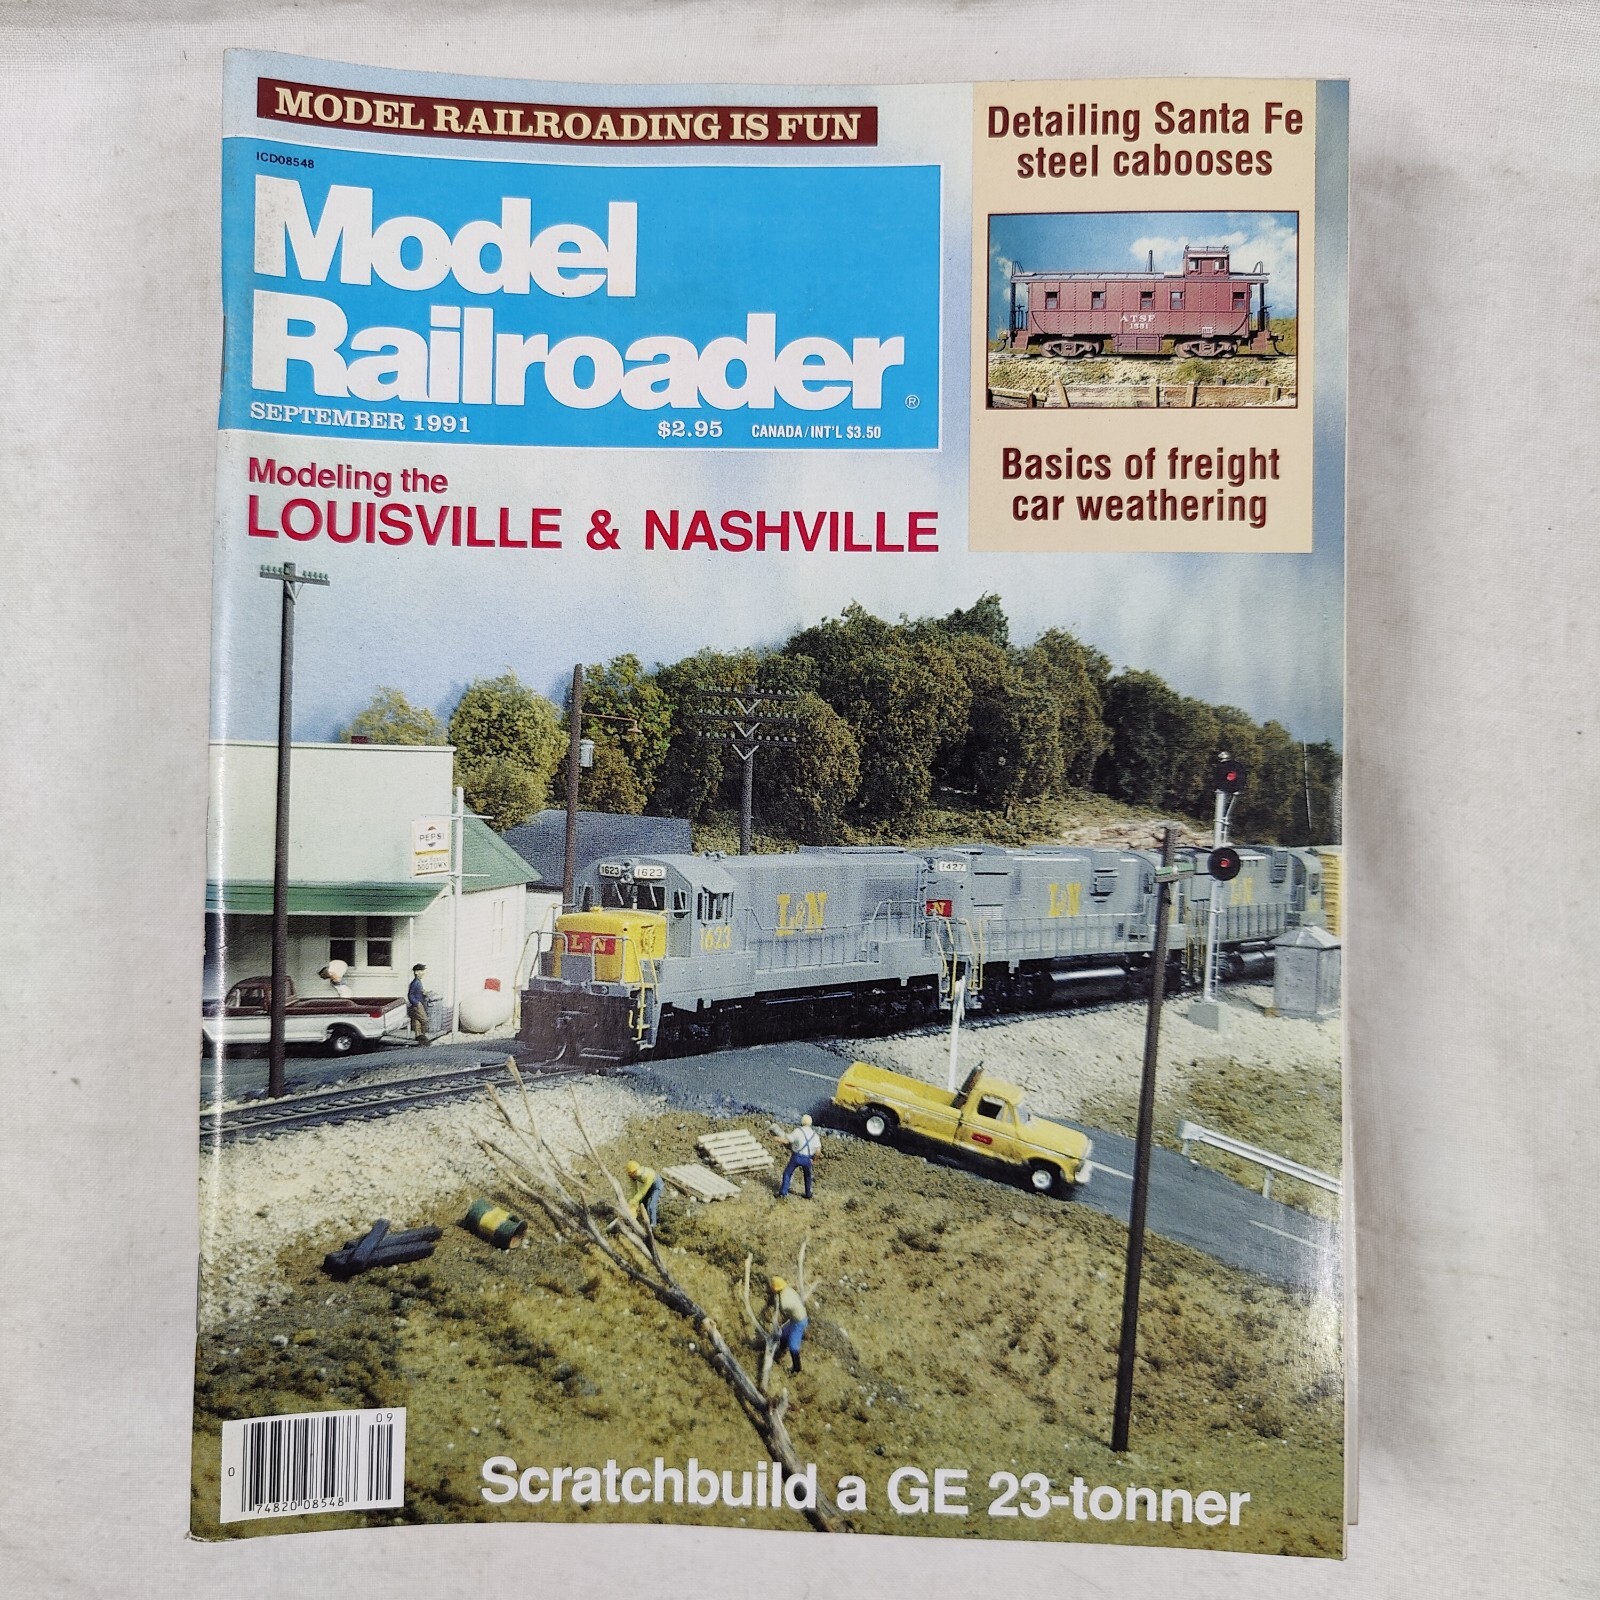 MODEL RAILROADING IS FUN
ICD08548
Model
Railroader®
SEPTEMBER 1991 $2.95 CANADA/INT'L $3.50
Detailing Santa Fe
steel cabooses
ATSF
1551
Basics of freight
car weathering
Modeling the
LOUISVILLE & NASHVILLE
PEPSI
1623 1623
L&N
1623
L&N
1427
N
L&N
L&N
09
0
74820 08548
Scratchbuild a GE 23-tonner